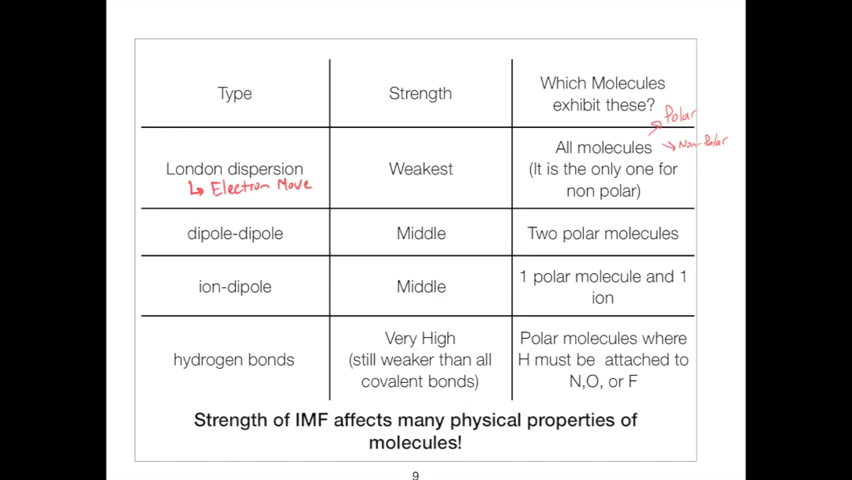 Type
Strength
Which Molecules
exhibit these?
Polar
London dispersion
Electron Move
Weakest
All molecules
Non-Polar
(It is the only one for
non polar)
dipole-dipole
Middle
Two polar molecules
ion-dipole
Middle
1 polar molecule and 1
ion
hydrogen bonds
Very High
(still weaker than all
covalent bonds)
Polar molecules where
H must be attached to
N,O, or F
Strength of IMF affects many physical properties of
molecules!
9